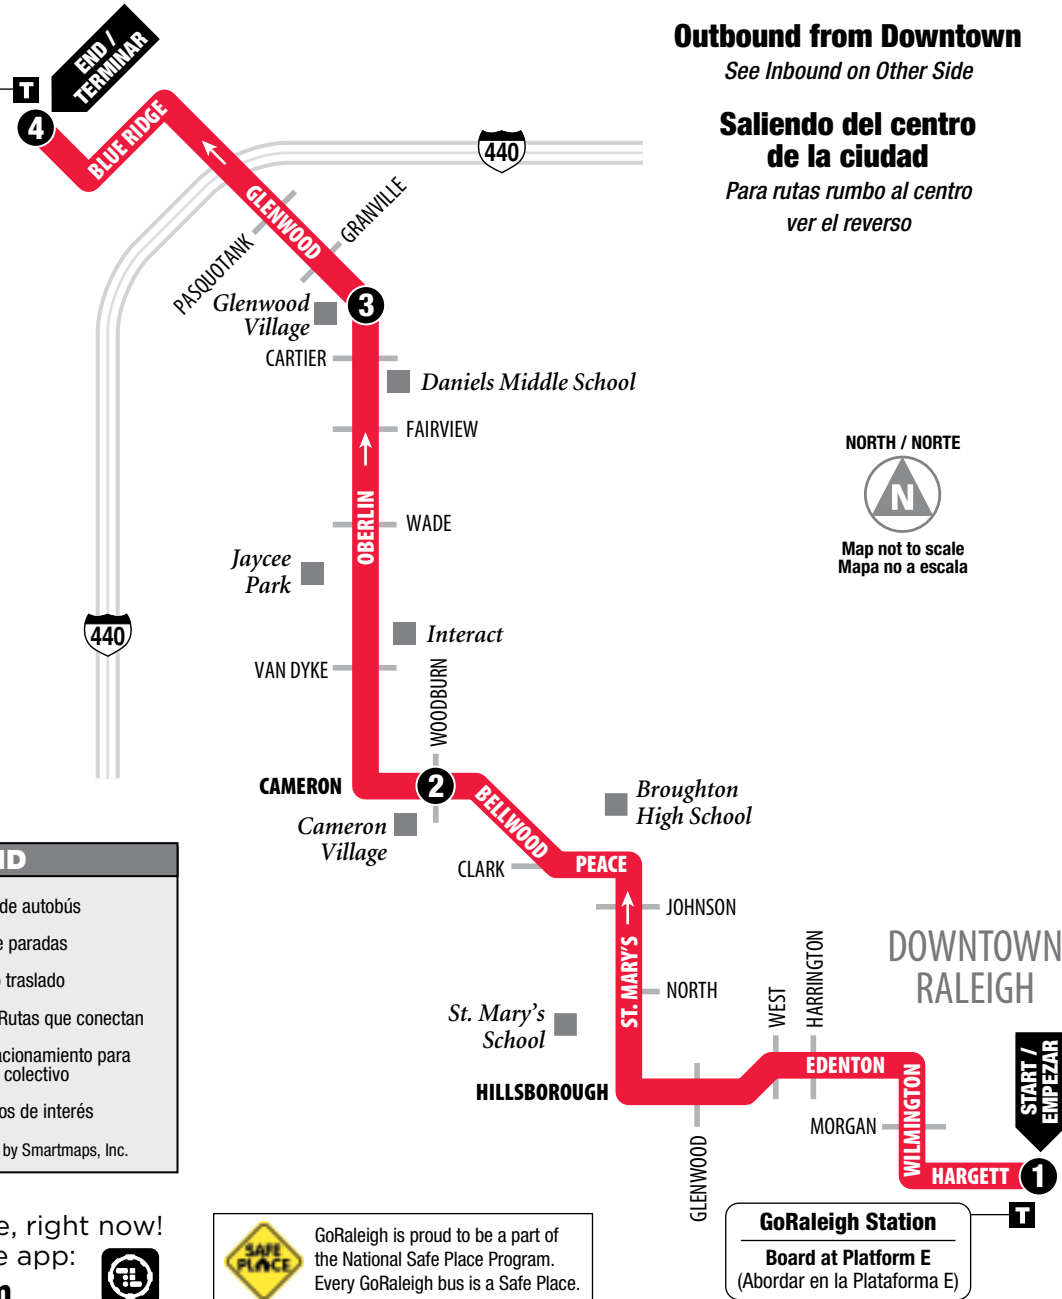 Outbound from Downtown
See Inbound on Other Side
Saliendo del centro
de la ciudad
Para rutas rumbo al centro
ver el reverso
END /
TERMINAR
T
4
BLUE RIDGE
440
GLENWOOD
GRANVILLE
PASQUOTANK
Glenwood
Village
3
CARTIER
Daniels Middle School
FAIRVIEW
NORTH / NORTE
N
Map not to scale
Mapa no a escala
OBERLIN
WADE
Jaycee
Park
440
Interact
VAN DYKE
WOODBURN
CAMERON
2
BELLWOOD
Cameron
Village
Broughton
High School
CLARK
PEACE
JOHNSON
ST. MARY'S
NORTH
St. Mary's
School
HILLSBOROUGH
GLENWOOD
WEST
HARRINGTON
EDENTON
DOWNTOWN
RALEIGH
START /
EMPEZAR
MORGAN
WILMINGTON
HARGETT
1
T
GoRaleigh Station
Board at Platform E
(Abordar en la Plataforma E)
de autobús
paradas
traslado
Rutas que conectan
para
colectivo
de interés
by Smartmaps, Inc.
right now!
app:
SAFE
PLACE
GoRaleigh is proud to be a part of
the National Safe Place Program.
Every GoRaleigh bus is a Safe Place.